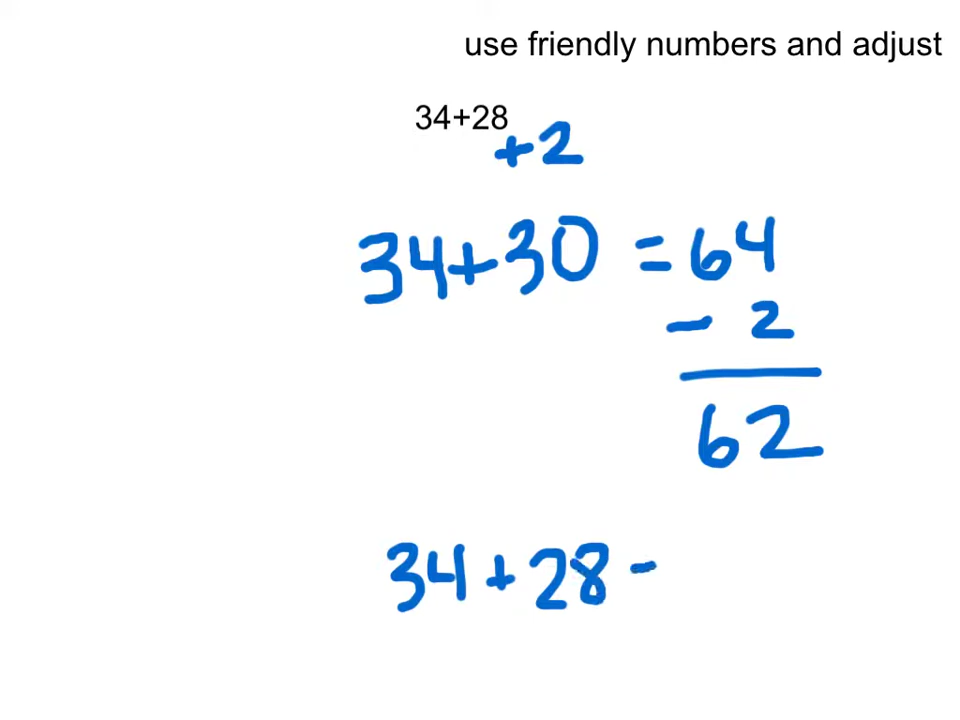 use friendly numbers and adjust
34+28
+2
34+30 = 64
- 2
62
34 + 28 -